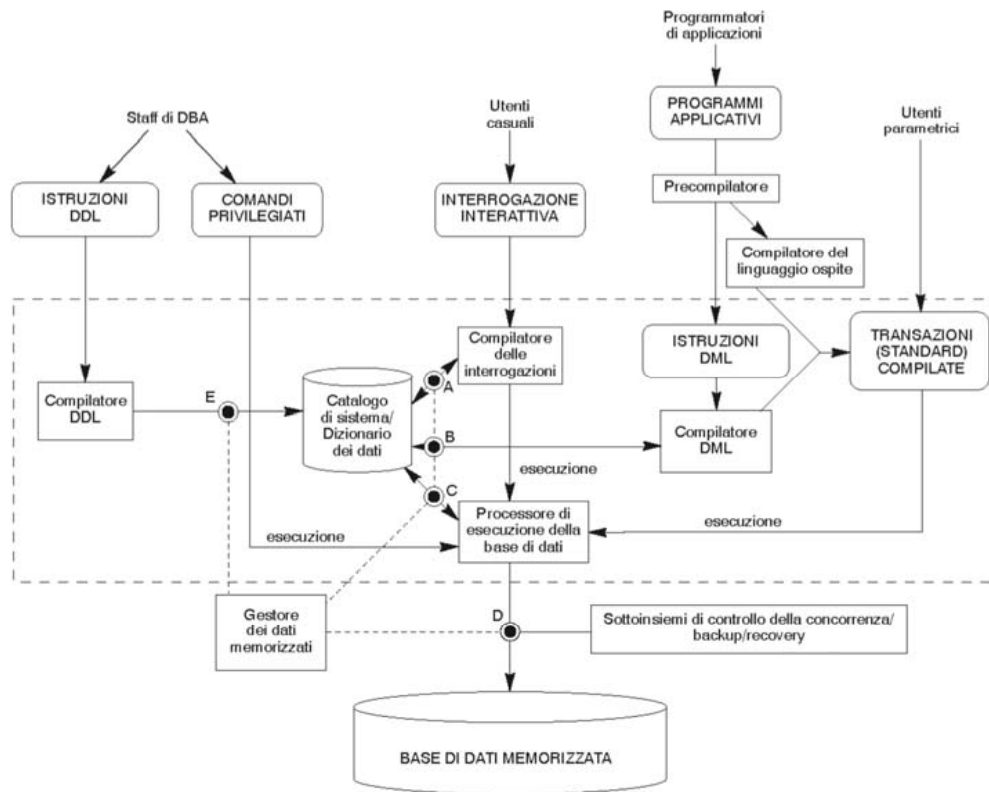 Programmatori
di applicazioni
Staff di DBA
Utenti
casuali
PROGRAMMI
APPLICATIVI
Utenti
parametrici
ISTRUZIONI
DDL
COMANDI
PRIVILEGIATI
INTERROGAZIONE
INTERATTIVA
Precompilatore
Compilatore del
linguaggio ospite
Compilatore
delle
interrogazioni
ISTRUZIONI
DML
TRANSAZIONI
(STANDARD)
COMPILATE
Compilatore
DDL
E
Catalogo
di sistema/
Dizionario
dei dati
A
B
C
Compilatore
DML
esecuzione
Processore di
esecuzione della
base di dati
esecuzione
esecuzione
Gestore
dei dati
memorizzati
D
Sottoinsiemi di controllo della concorrenza/
backup/recovery
BASE DI DATI MEMORIZZATA